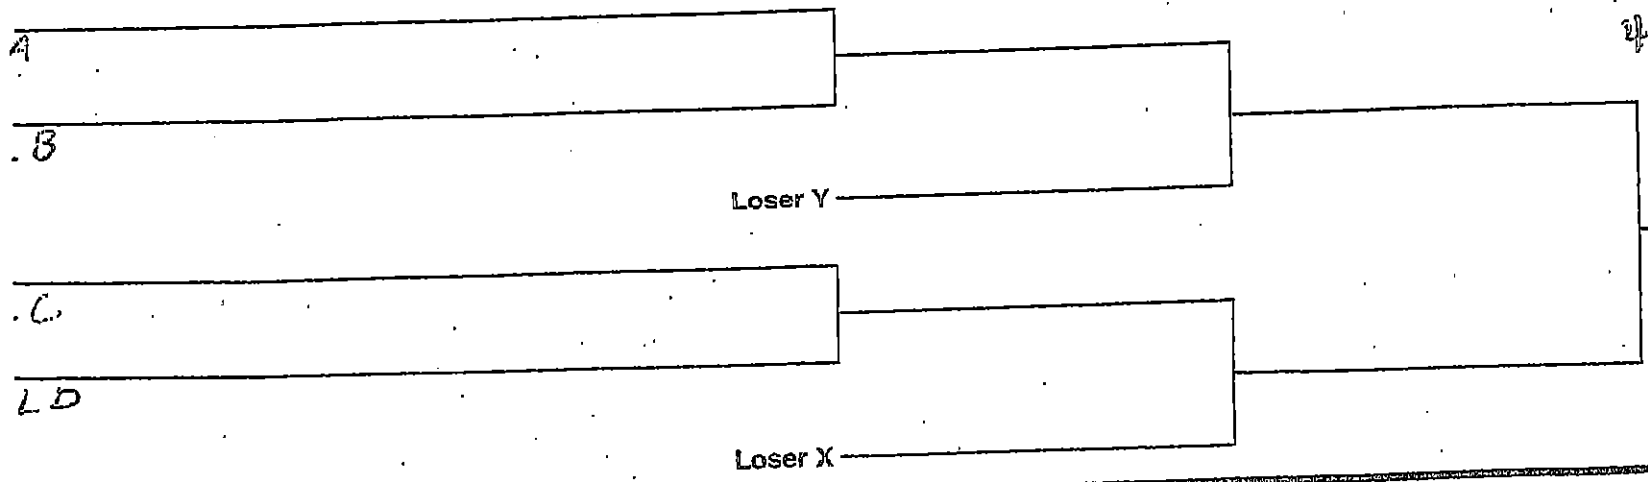 A
. B
Loser Y
. C.
L D
Loser X